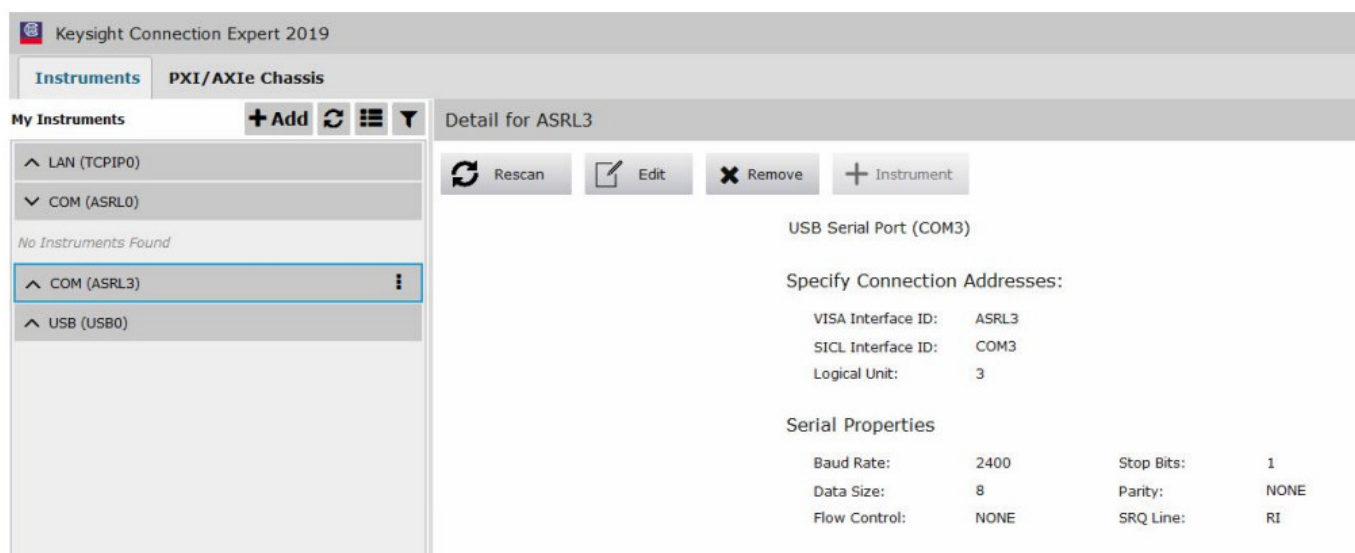 Keysight Connection Expert 2019
Instruments PXI/AXIe Chassis
My Instruments Add
LAN (TCPIP0)
COM (ASRL0)
No Instruments Found
COM (ASRL3)
USB (USB0)
Detail for ASRL3
Rescan Edit Remove Instrument
USB Serial Port (COM3)
Specify Connection Addresses:
VISA Interface ID: ASRL3
SICL Interface ID: COM3
Logical Unit: 3
Serial Properties
Baud Rate: 2400 Stop Bits: 1
Data Size: 8 Parity: NONE
Flow Control: NONE SRQ Line: RI